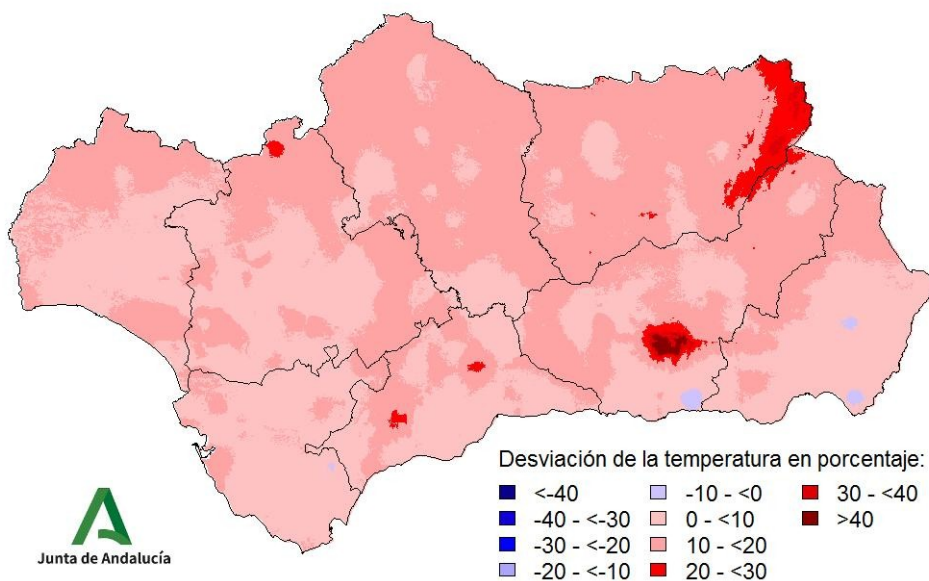 Desviación de la temperatura en porcentaje:
<-40
-40 - <-30
-30 - <-20
-20 - <-10
-10 - <0
0 - <10
10 - <20
20 - <30
30 - <40
>40
Junta de Andalucía